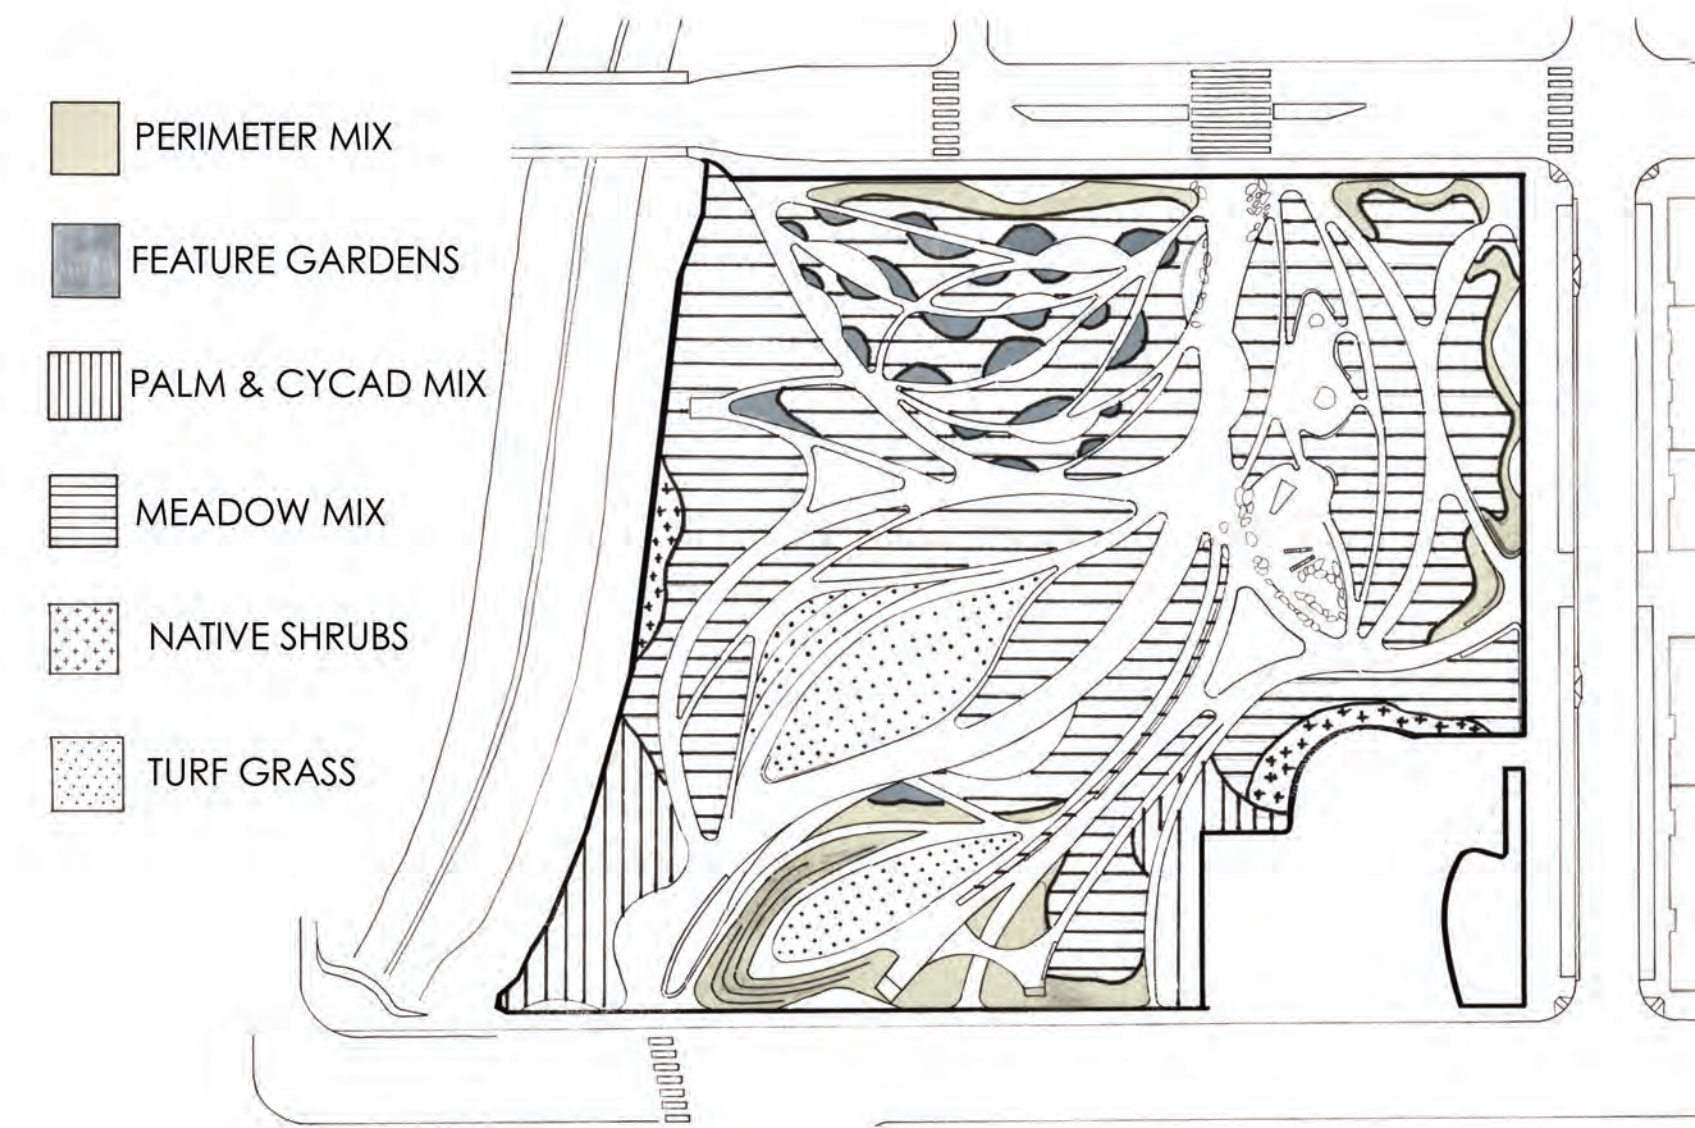 PERIMETER MIX
FEATURE GARDENS
PALM & CYCAD MIX
MEADOW MIX
NATIVE SHRUBS
TURF GRASS